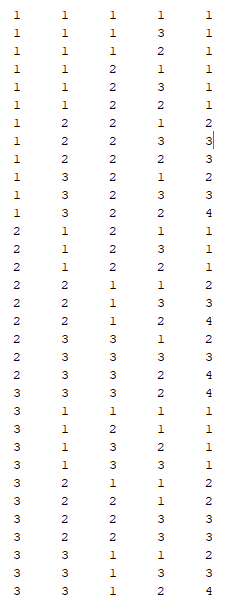 1 1 1 1 1
1 1 1 3 1
1 1 1 2 1
1 1 2 1 1
1 1 2 3 1
1 1 2 2 1
1 2 2 1 2
1 2 2 3 3
1 2 2 2 3
1 3 2 1 2
1 3 2 3 3
1 3 2 2 4
2 1 2 1 1
2 1 2 3 1
2 1 2 2 1
2 2 1 1 2
2 2 1 3 3
2 2 1 2 4
2 3 3 1 2
2 3 3 3 3
2 3 3 2 4
3 3 3 2 4
3 1 1 1 1
3 1 2 1 1
3 1 3 2 1
3 1 3 3 1
3 2 1 1 2
3 2 2 1 2
3 2 2 3 3
3 2 2 3 3
3 3 1 1 2
3 3 1 3 3
3 3 1 2 4